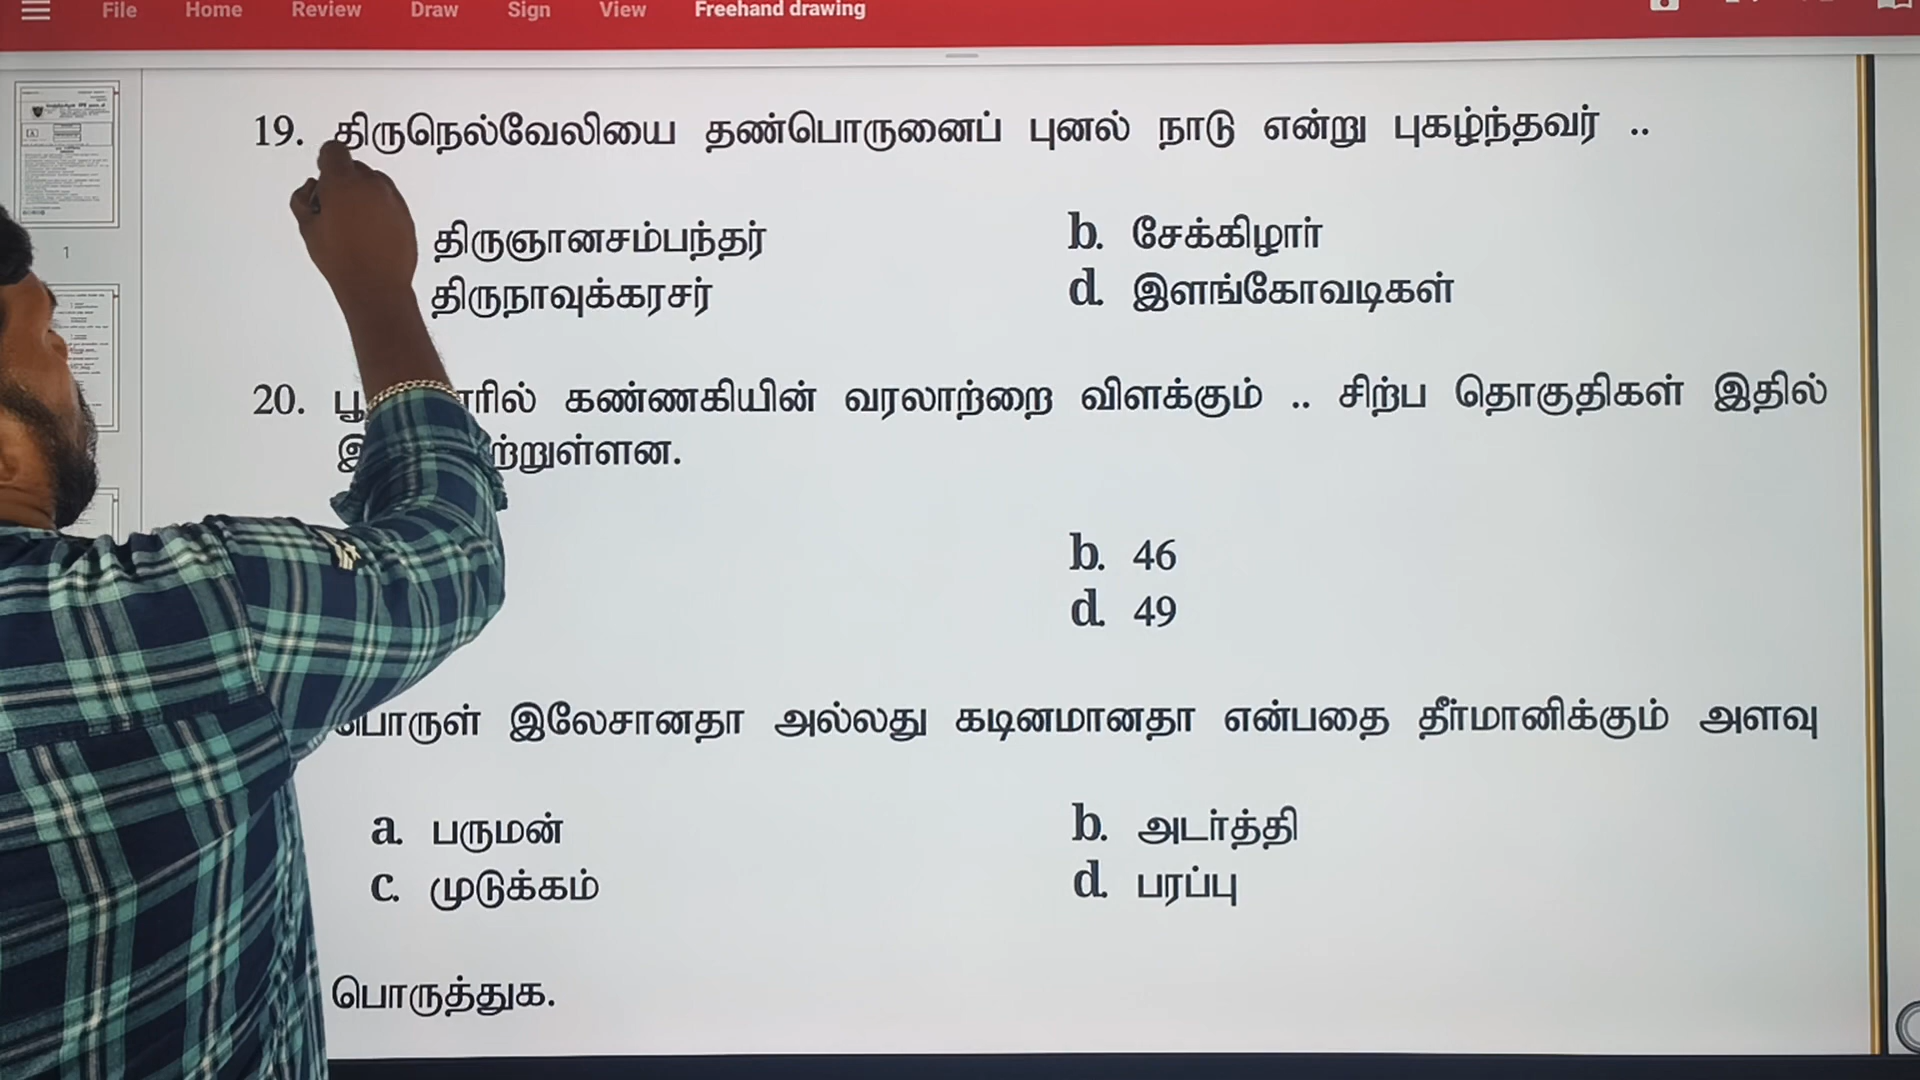 File Home Review Draw Sign View Freehand drawing
1
19. திருநெல்வேலியை தண்பொருனைப் புனல் நாடு என்று புகழ்ந்தவர் ..
திருஞானசம்பந்தர் b. சேக்கிழார்
திருநாவுக்கரசர் d. இளங்கோவடிகள்
20. கண்ணகியின் வரலாற்றை விளக்கும் .. சிற்ப தொகுதிகள் இதில்
b. 46
d. 49
பொருள் இலேசானதா அல்லது கடினமானதா என்பதை தீர்மானிக்கும் அளவு
a. பருமன் b. அடர்த்தி
c. முடுக்கம் d. பரப்பு
பொருத்துக.